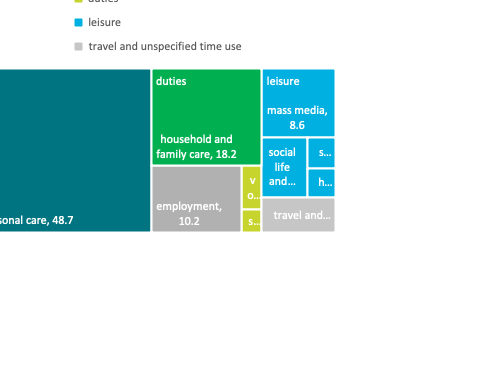 duties
leisure
travel and unspecified time use
duties
leisure
mass media,
8.6
household and
family care, 18.2
social
life
and...
s...
h...
v
o...
employment,
10.2
s...
travel and...
sonal care, 48.7